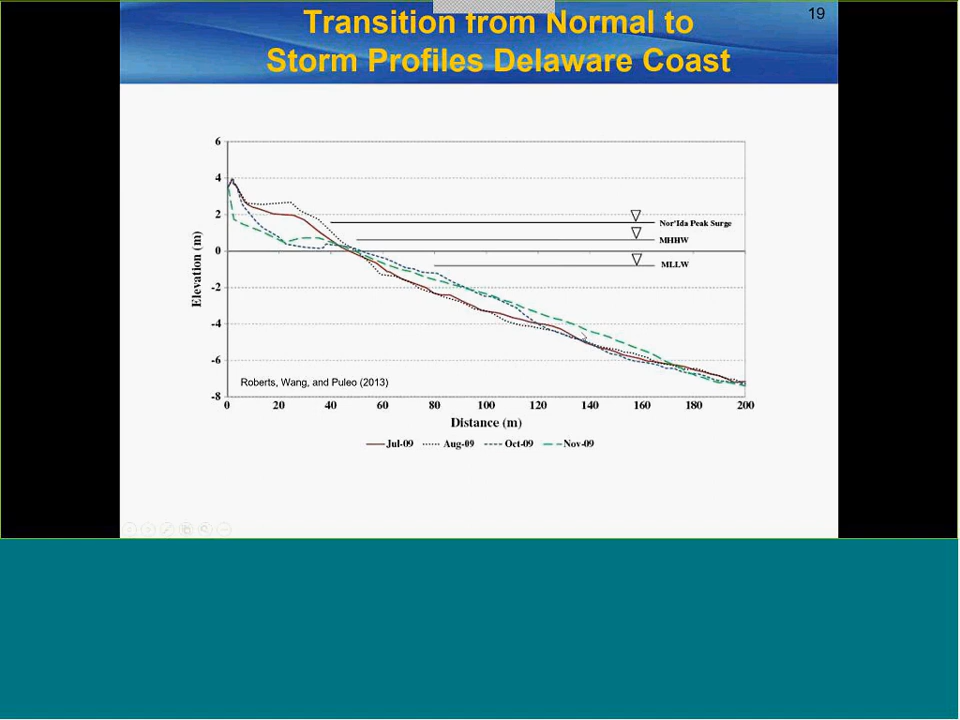 Transition from Normal to
19
Storm Profiles Delaware Coast
6
4
2
0
-2
-4
-6
-8
Elevation (m)
Nor'Ida Peak Surge
MHHW
MLLW
Roberts, Wang, and Puleo (2013)
0 20 40 60 80 100 120 140 160 180 200
Distance (m)
Jul-09 Aug-09 Oct-09 Nov-09